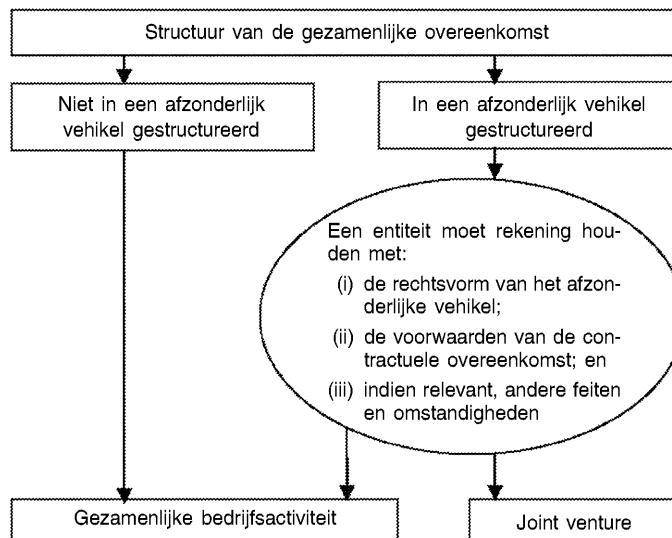 Structuur van de gezamenlijke overeenkomst
Niet in een afzonderlijk
vehikel gestructureerd
In een afzonderlijk vehikel
gestructureerd
Een entiteit moet rekening hou-
den met:
(i) de rechtsvorm van het afzon-
derlijke vehikel;
(ii) de voorwaarden van de con-
tractuele overeenkomst; en
(iii) indien relevant, andere feiten
en omstandigheden
Gezamenlijke bedrijfsactiviteit
Joint venture